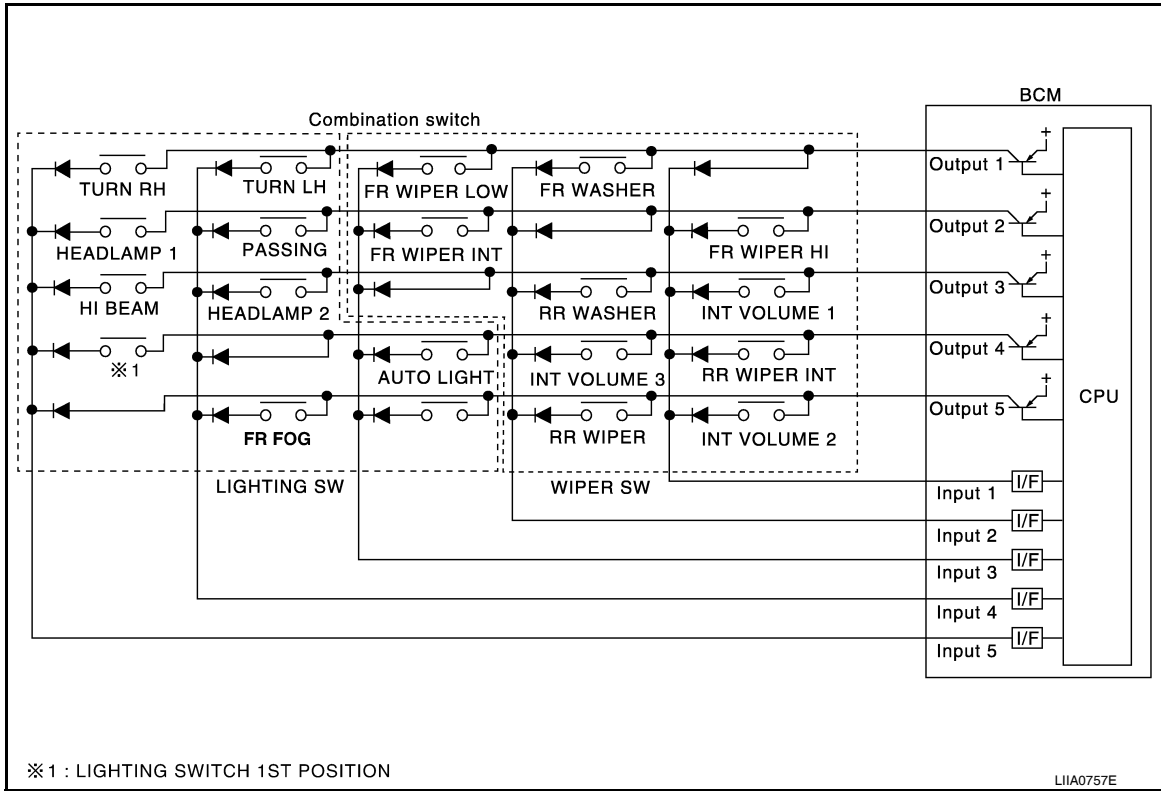 BCM
Combination switch
Output 1
TURN RH
TURN LH
FR WIPER LOW
FR WASHER
Output 2
HEADLAMP 1
PASSING
FR WIPER INT
FR WIPER HI
Output 3
HI BEAM
HEADLAMP 2
RR WASHER
INT VOLUME 1
Output 4
※1
AUTO LIGHT
INT VOLUME 3
RR WIPER INT
CPU
Output 5
FR FOG
RR WIPER
INT VOLUME 2
LIGHTING SW
WIPER SW
Input 1
I/F
Input 2
I/F
Input 3
I/F
Input 4
I/F
Input 5
I/F
+
+
+
+
+
※1 : LIGHTING SWITCH 1ST POSITION
LIIA0757E